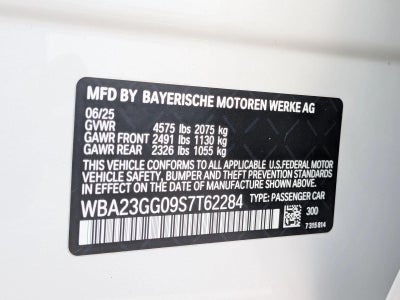 MFD BY BAYERISCHE MOTOREN WERKE AG
06/25
GVWR 4575 lbs 2075 kg
GAWR FRONT 2491 lbs 1130 kg
GAWR REAR 2326 lbs 1055 kg
THIS VEHICLE CONFORMS TO ALL APPLICABLE U.S.FEDERAL MOTOR
VEHICLE SAFETY, BUMPER AND THEFT PREVENTION STANDARDS
IN EFFECT ON THE DATE OF MANUFACTURE SHOWN ABOVE.
WBA23GG09S7T62284 TYPE: PASSENGER CAR
300
7 315 814